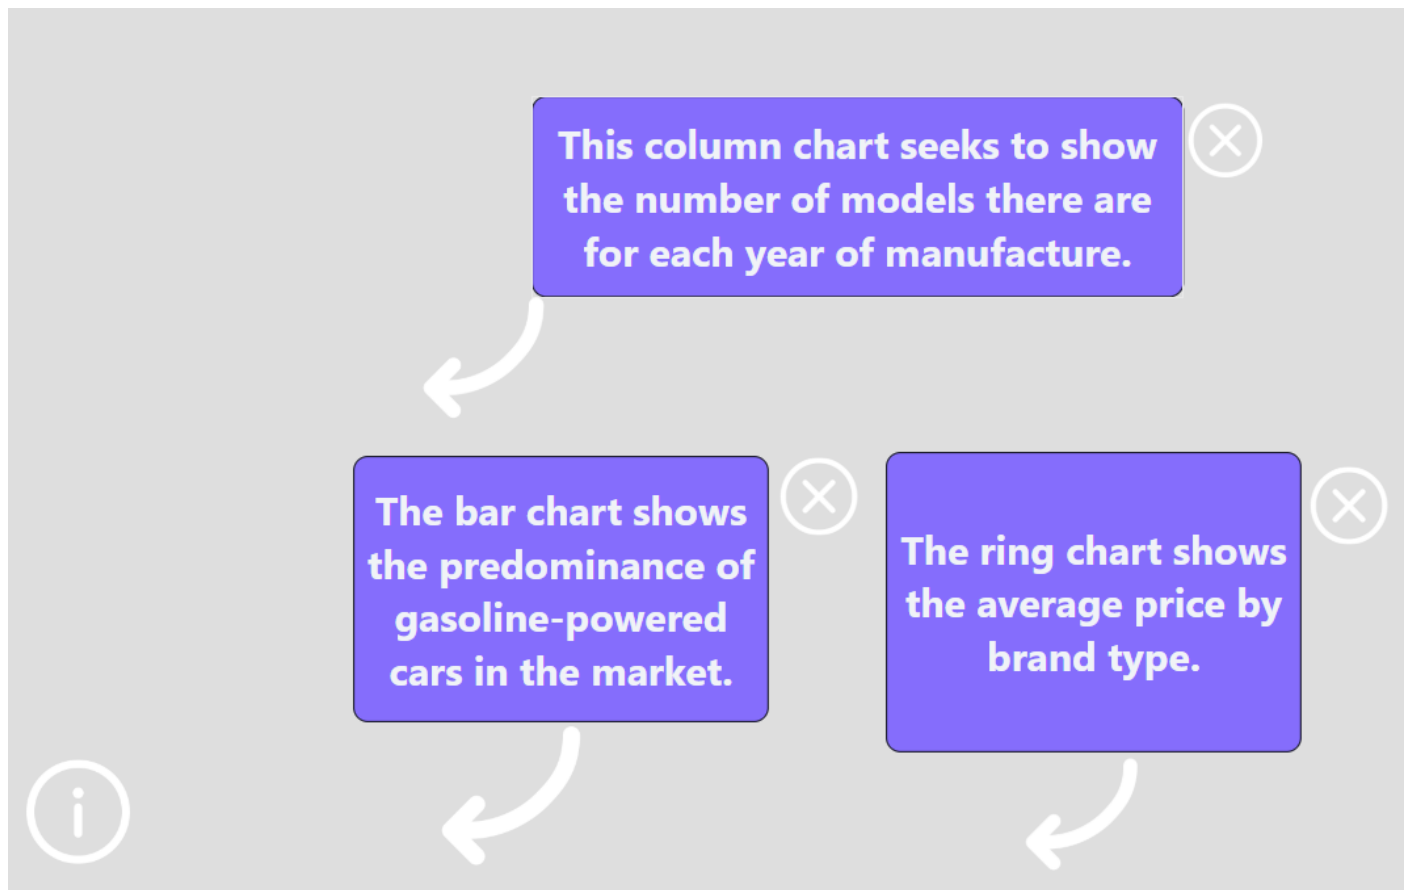 This column chart seeks to show
the number of models there are
for each year of manufacture.
The bar chart shows
the predominance of
gasoline-powered
cars in the market.
The ring chart shows
the average price by
brand type.